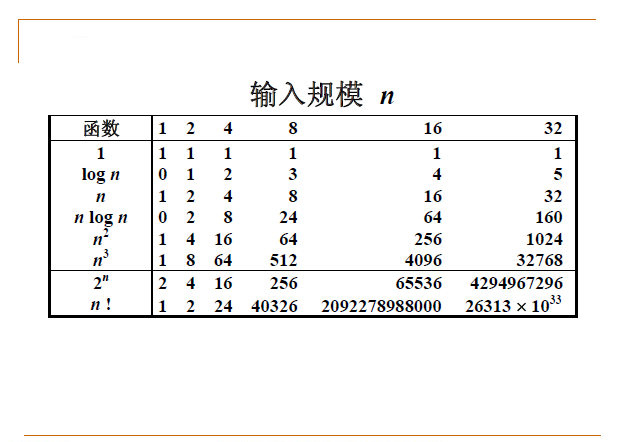 输入规模 n
函数 1 2 4 8 16 32
1 1 1 1 1 1 1
log n 0 1 2 3 4 5
n 1 2 4 8 16 32
n log n 0 2 8 24 64 160
n² 1 4 16 64 256 1024
n³ 1 8 64 512 4096 32768
2ⁿ 2 4 16 256 65536 4294967296
n ! 1 2 24 40326 2092278988000 26313 × 10³³